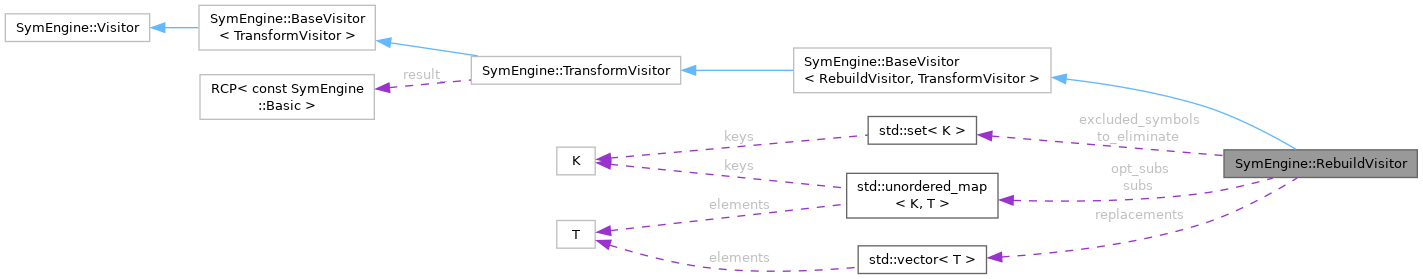 SymEngine::Visitor
SymEngine::BaseVisitor
< TransformVisitor >
SymEngine::TransformVisitor
result
RCP< const SymEngine
::Basic >
SymEngine::BaseVisitor
< RebuildVisitor, TransformVisitor >
SymEngine::RebuildVisitor
excluded_symbols
to_eliminate
std::set< K >
keys
K
keys
opt_subs
subs
std::unordered_map
< K, T >
elements
T
replacements
std::vector< T >
elements